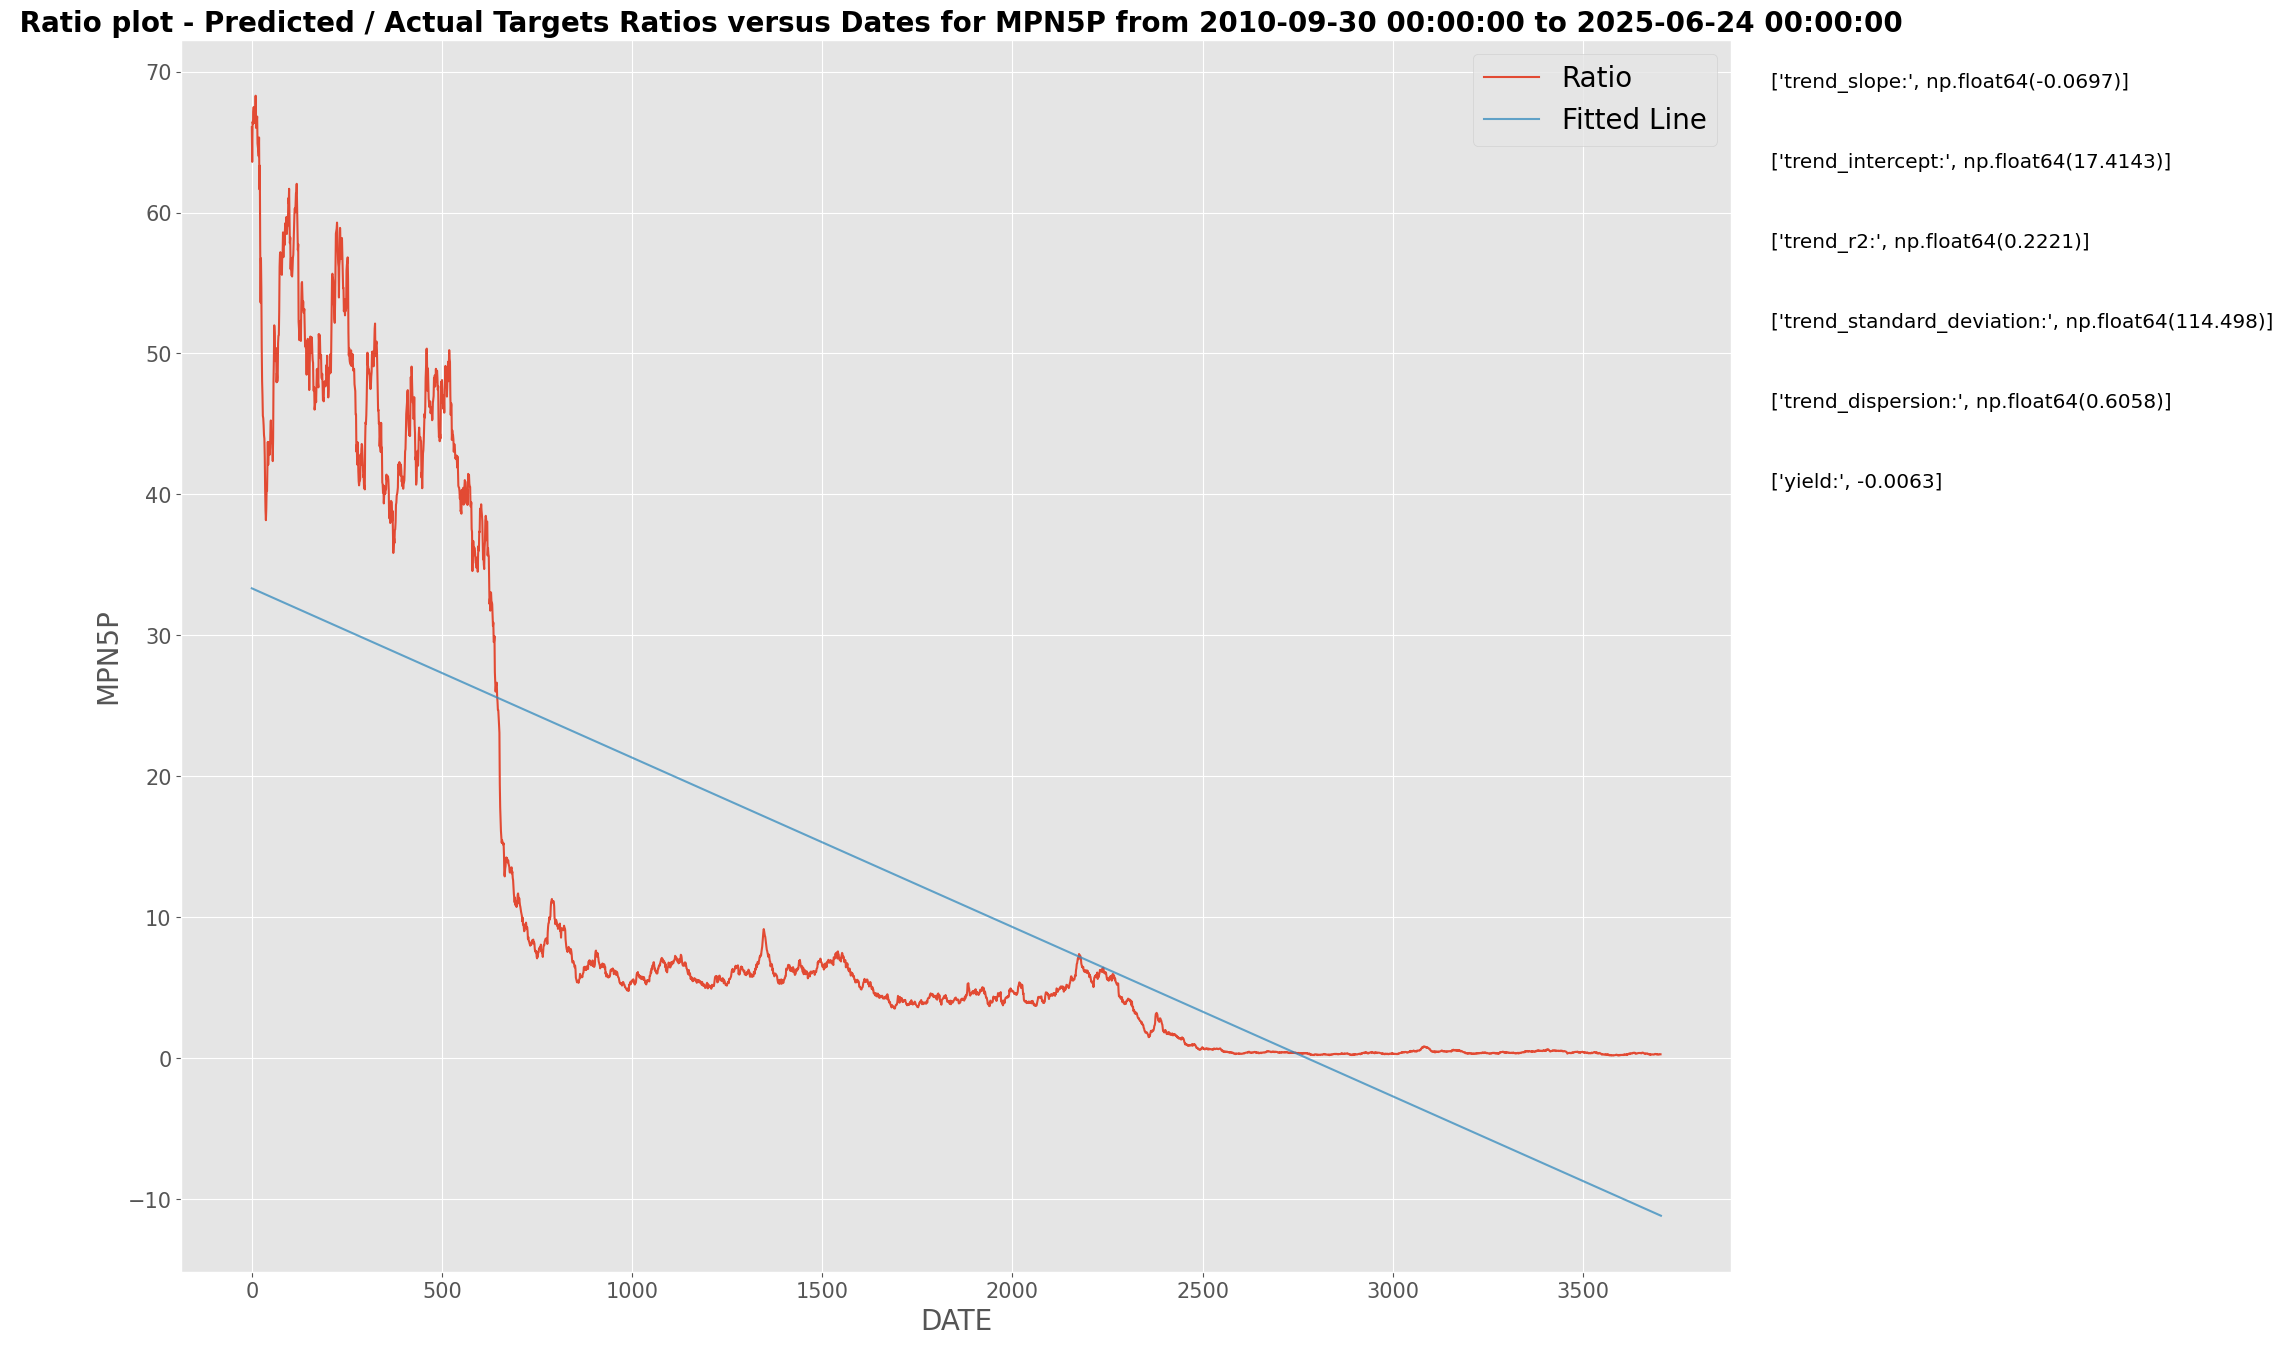 Ratio plot - Predicted / Actual Targets Ratios versus Dates for MPN5P from 2010-09-30 00:00:00 to 2025-06-24 00:00:00
Ratio
Fitted Line
['trend_slope:', np.float64(-0.0697)]
['trend_intercept:', np.float64(17.4143)]
['trend_r2:', np.float64(0.2221)]
['trend_standard_deviation:', np.float64(114.498)]
['trend_dispersion:', np.float64(0.6058)]
['yield:', -0.0063]
MPN5P
70
60
50
40
30
20
10
0
−10
0 500 1000 1500 2000 2500 3000 3500
DATE